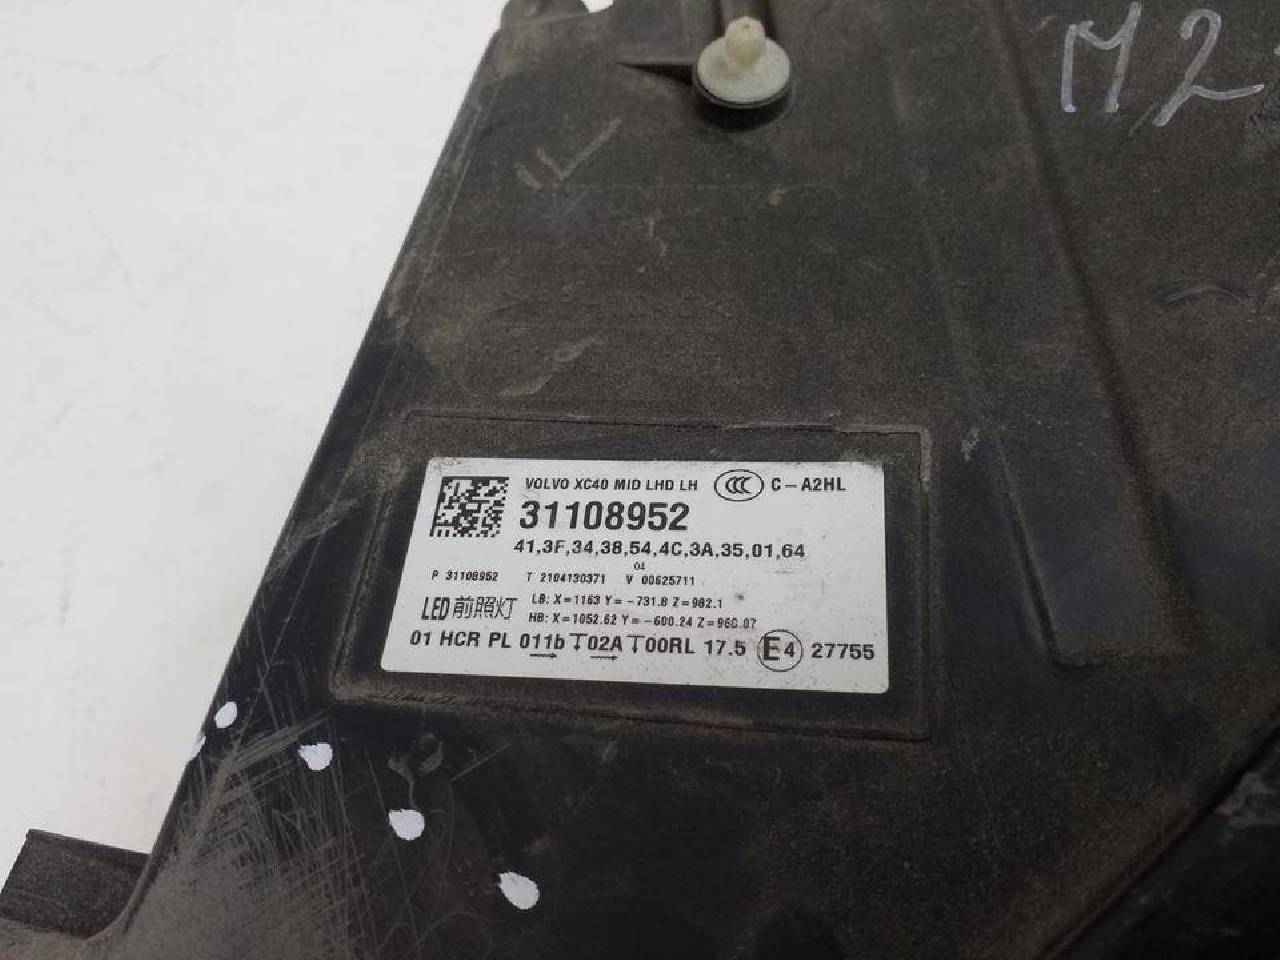 M2
VOLVO XC40 MID LHD LH CCC C-A2HL
31108952
41,3F,34,38,54,4C,3A,35,01,64
04
P 31108952 T 2104130371 V 00625711
LED前照灯 LB: X=1163 Y=-731.8 Z=982.1
HB: X=1052.62 Y=-600.24 Z=960.07
01 HCR PL 011b 02A 00RL 17.5 E4 27755